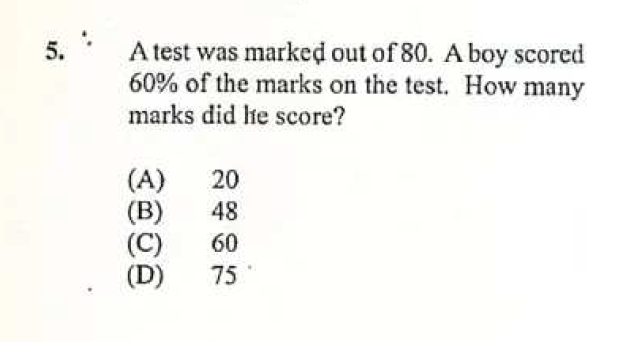 5. A test was marked out of 80. A boy scored
60% of the marks on the test. How many
marks did he score?
(A) 20
(B) 48
(C) 60
(D) 75